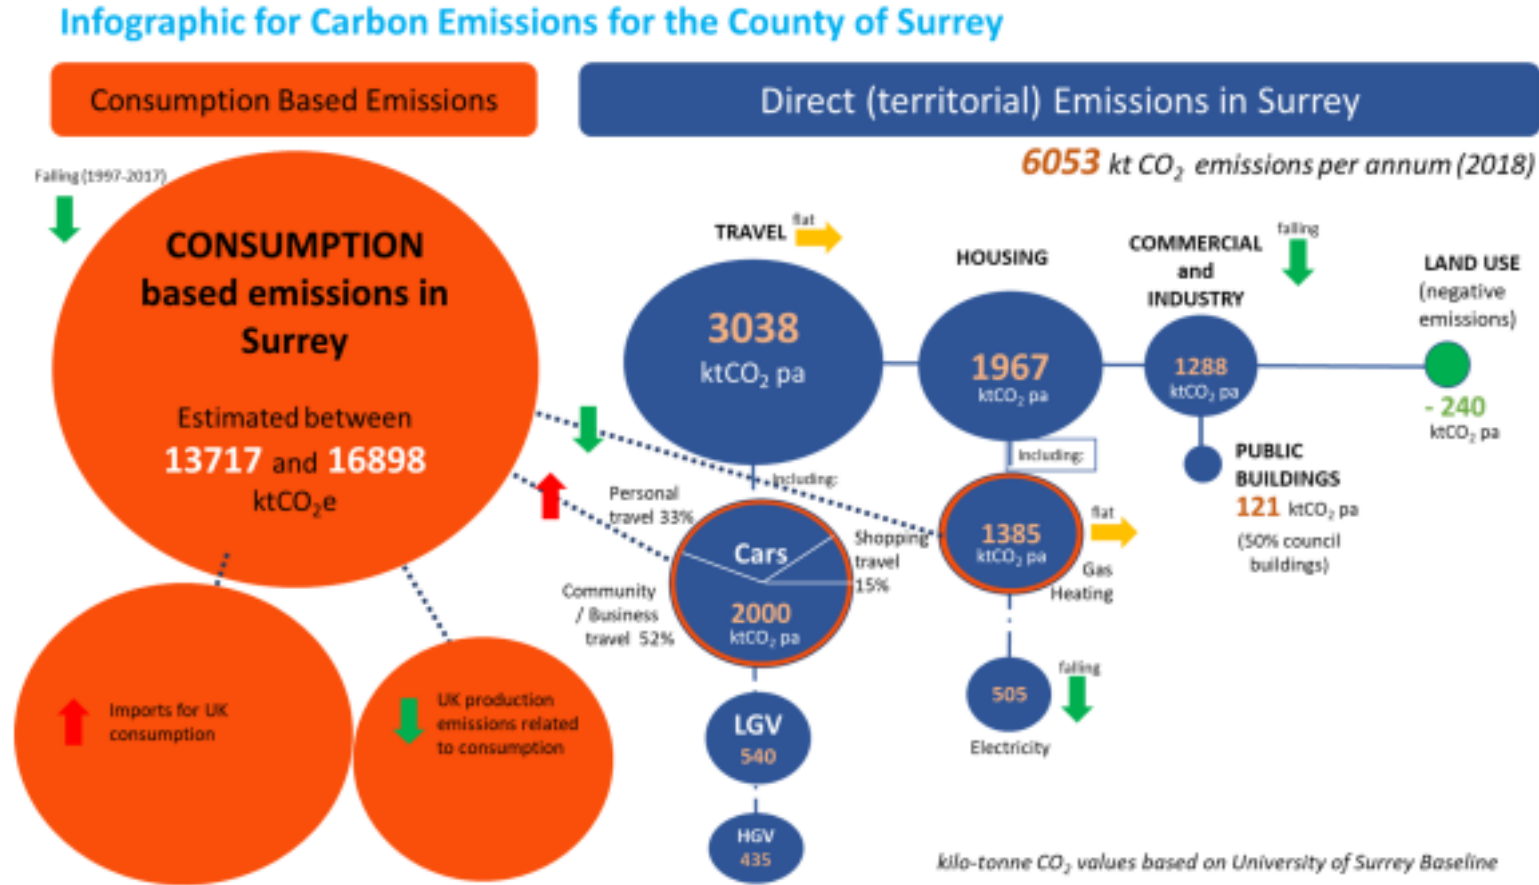 Infographic for Carbon Emissions for the County of Surrey
Consumption Based Emissions
Direct (territorial) Emissions in Surrey
6053 kt CO₂ emissions per annum (2018)
Falling (1997-2017)
CONSUMPTION
based emissions in
Surrey
Estimated between
13717 and 16898
ktCO₂e
Imports for UK
consumption
UK production
emissions related
to consumption
TRAVEL
flat
3038
ktCO₂ pa
Including:
Personal
travel 33%
Shopping
travel
15%
Community
/ Business
travel 52%
Cars
2000
ktCO₂ pa
LGV
540
HGV
435
HOUSING
1967
ktCO₂ pa
Including:
1385
ktCO₂ pa
flat
Gas
Heating
505
falling
Electricity
COMMERCIAL
and
INDUSTRY
falling
1288
ktCO₂ pa
PUBLIC
BUILDINGS
121 ktCO₂ pa
(50% council
buildings)
LAND USE
(negative
emissions)
- 240
ktCO₂ pa
kilo-tonne CO₂ values based on University of Surrey Baseline